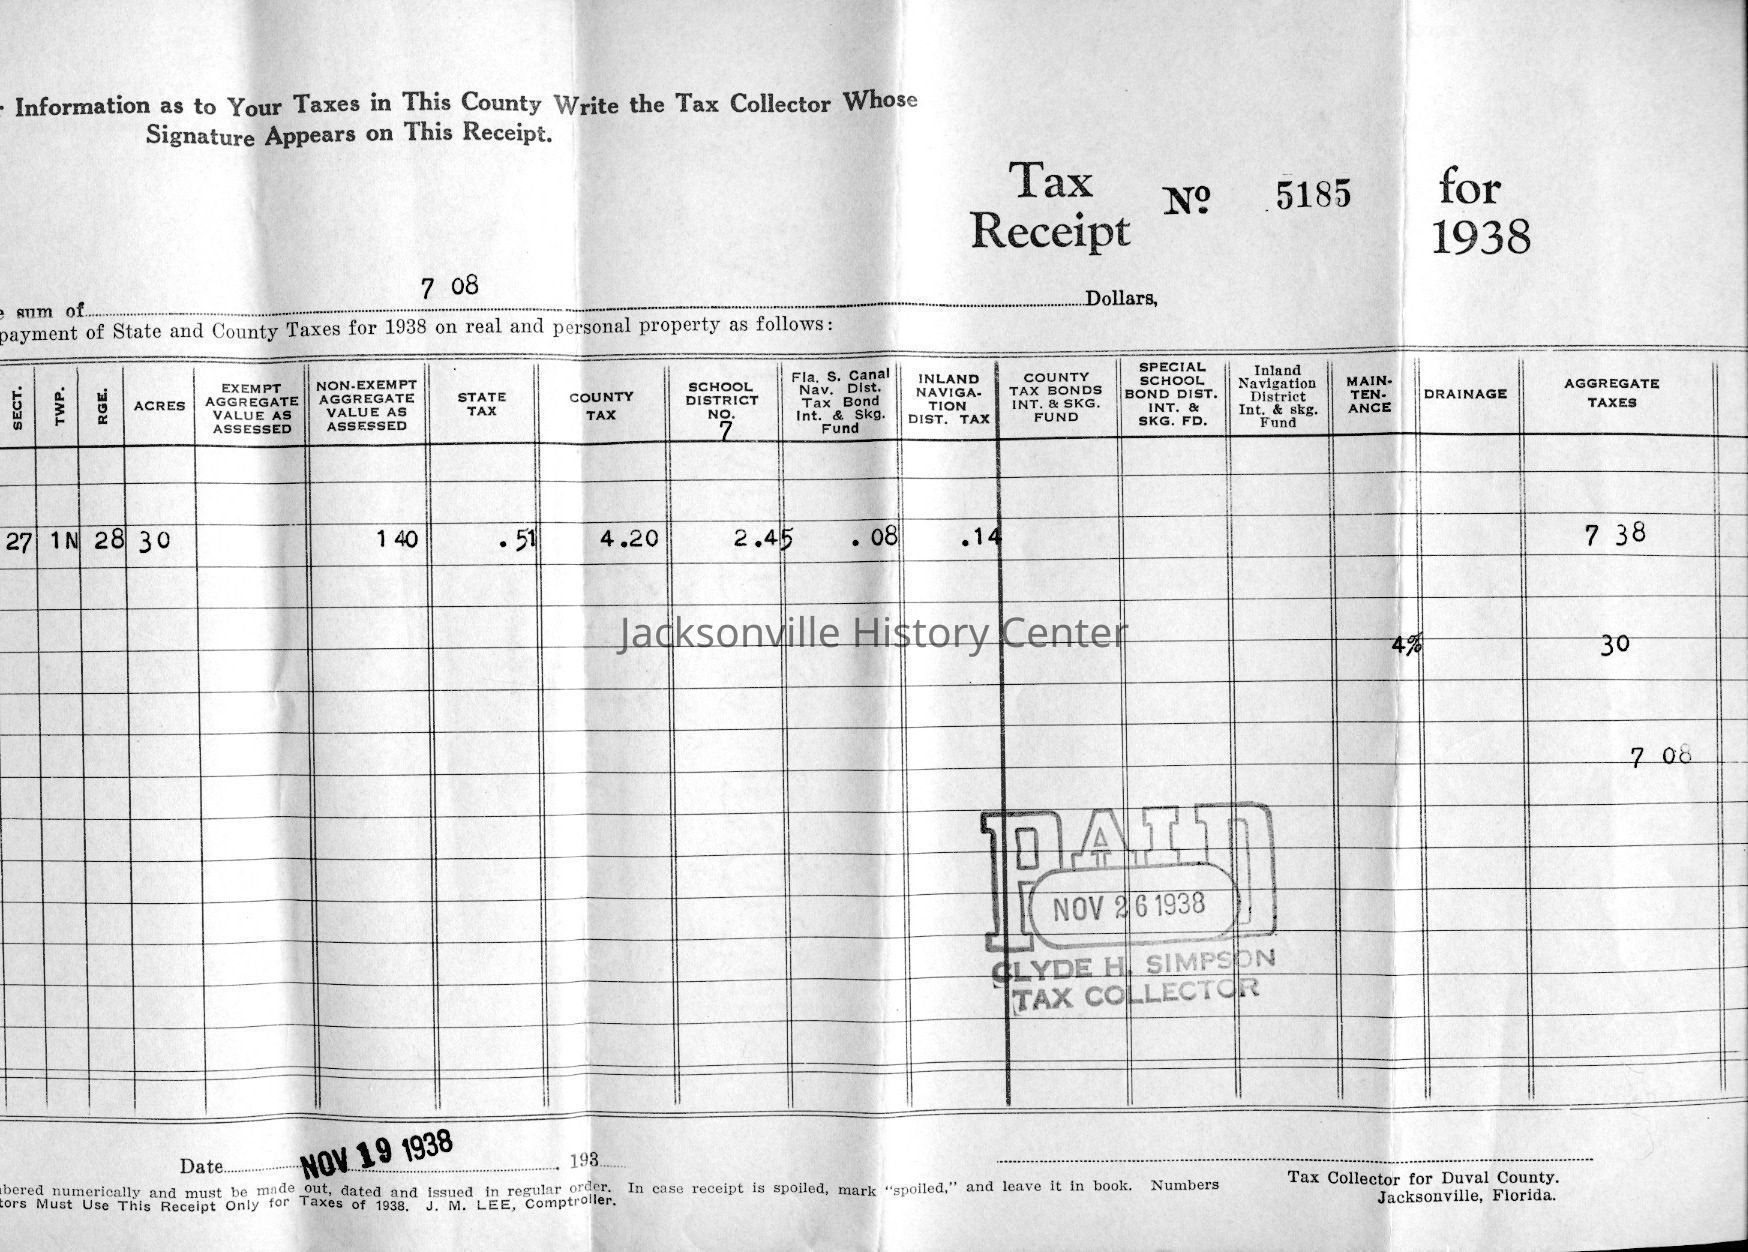 Information as to Your Taxes in This County Write the Tax Collector Whose
Signature Appears on This Receipt.
Tax Receipt No 5185 for 1938
7 08
sum of Dollars,
payment of State and County Taxes for 1938 on real and personal property as follows:
SECT. TWP. RGE. ACRES EXEMPT AGGREGATE VALUE AS ASSESSED NON-EXEMPT AGGREGATE VALUE AS ASSESSED STATE TAX COUNTY TAX SCHOOL DISTRICT NO. 7 Fla. S. Canal Nav. Dist. Tax Bond Int. & Skg. Fund INLAND NAVIGA-TION DIST. TAX COUNTY TAX BONDS INT. & SKG. FUND SPECIAL SCHOOL BOND DIST. INT. & SKG. FD. Inland Navigation District Int. & skg. Fund MAIN-TEN-ANCE DRAINAGE AGGREGATE TAXES
27 1N 28 30 140 .51 4.20 2.45 .08 .14 7 38
Jacksonville History Center
4% 30
7 08
PAID
NOV 26 1938
CLYDE H. SIMPSON
TAX COLLECTOR
Date NOV 19 1938 . 193
Tax Collector for Duval County.
Jacksonville, Florida.
numerically and must be made out, dated and issued in regular order. In case receipt is spoiled, mark “spoiled,” and leave it in book. Numbers
Must Use This Receipt Only for Taxes of 1938. J. M. LEE, Comptroller.